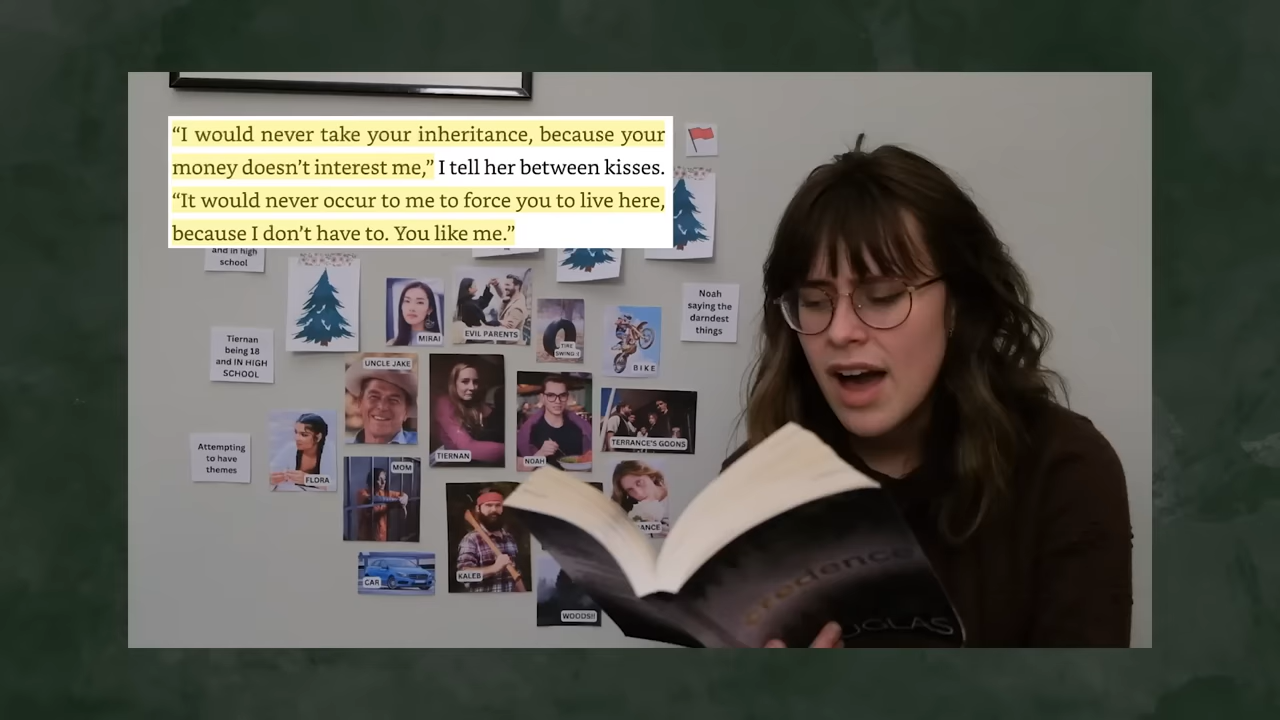 “I would never take your inheritance, because your
money doesn’t interest me,” I tell her between kisses.
“It would never occur to me to force you to live here,
because I don’t have to. You like me.”
and in high
school
Noah
saying the
darndest
things
MIRAI
EVIL PARENTS
TIRE
SWING !!
BIKE
Tiernan
being 18
and IN HIGH
SCHOOL
UNCLE JAKE
TIERNAN
NOAH
TERRANCE'S GOONS
Attempting
to have
themes
FLORA
MOM
ANCE
CAR
KALEB
WOODS!!
credence
UGLAS